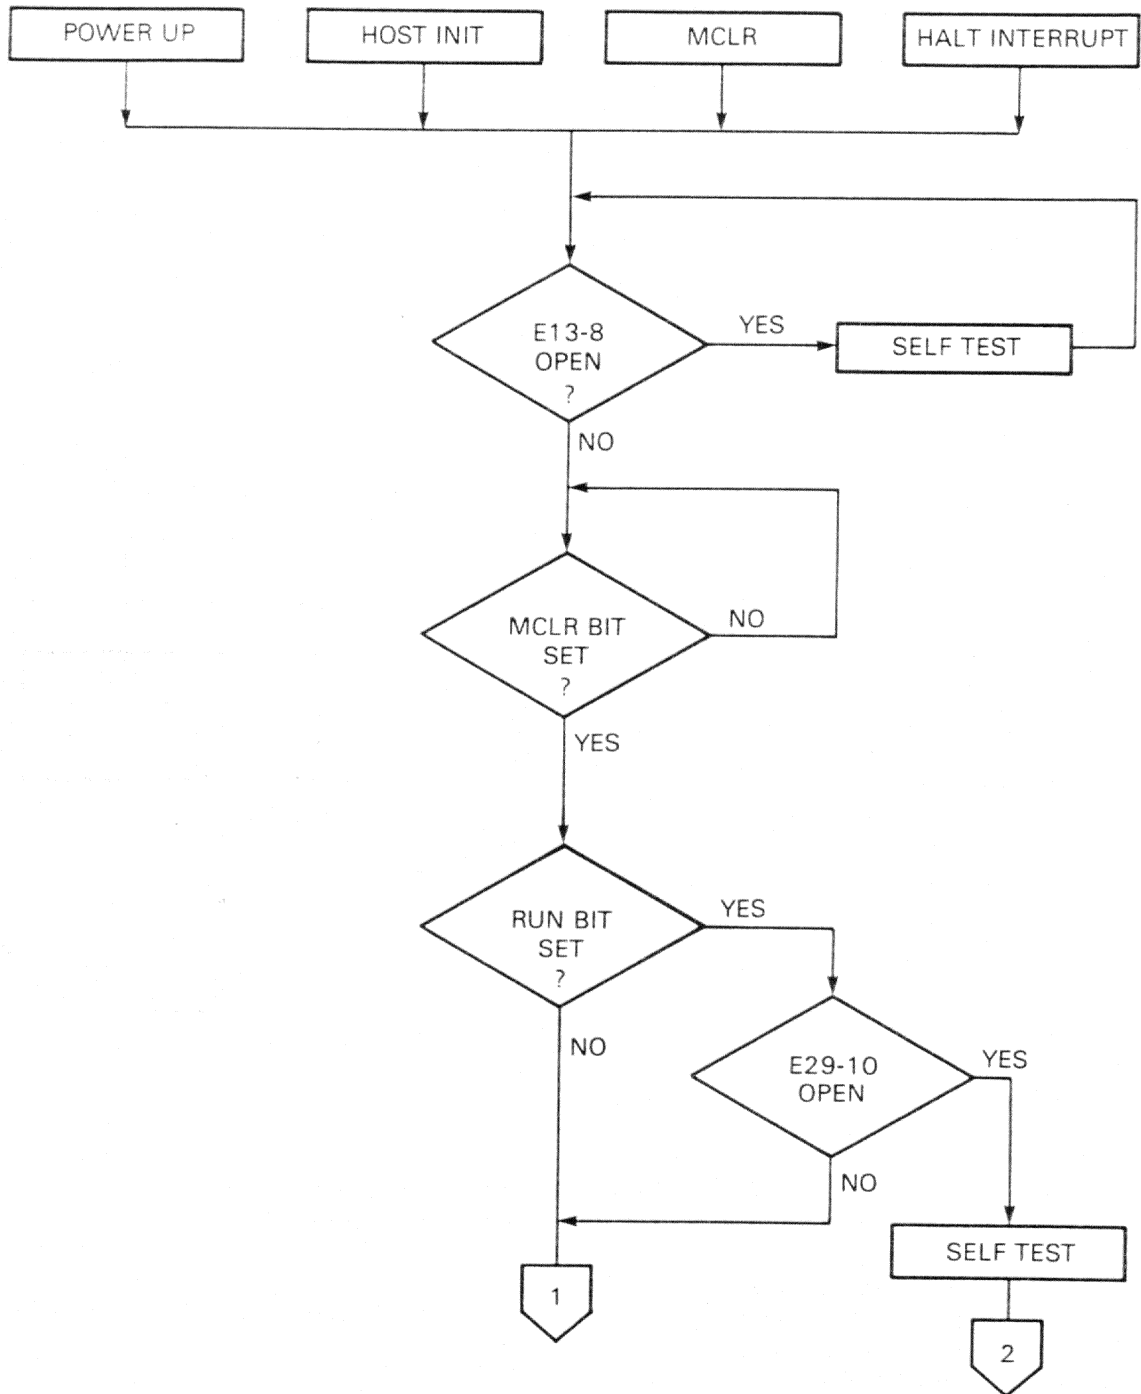 POWER UP
HOST INIT
MCLR
HALT INTERRUPT
E13-8
OPEN
?
YES
SELF TEST
NO
MCLR BIT
SET
?
NO
YES
RUN BIT
SET
?
YES
NO
E29-10
OPEN
YES
NO
SELF TEST
1
2